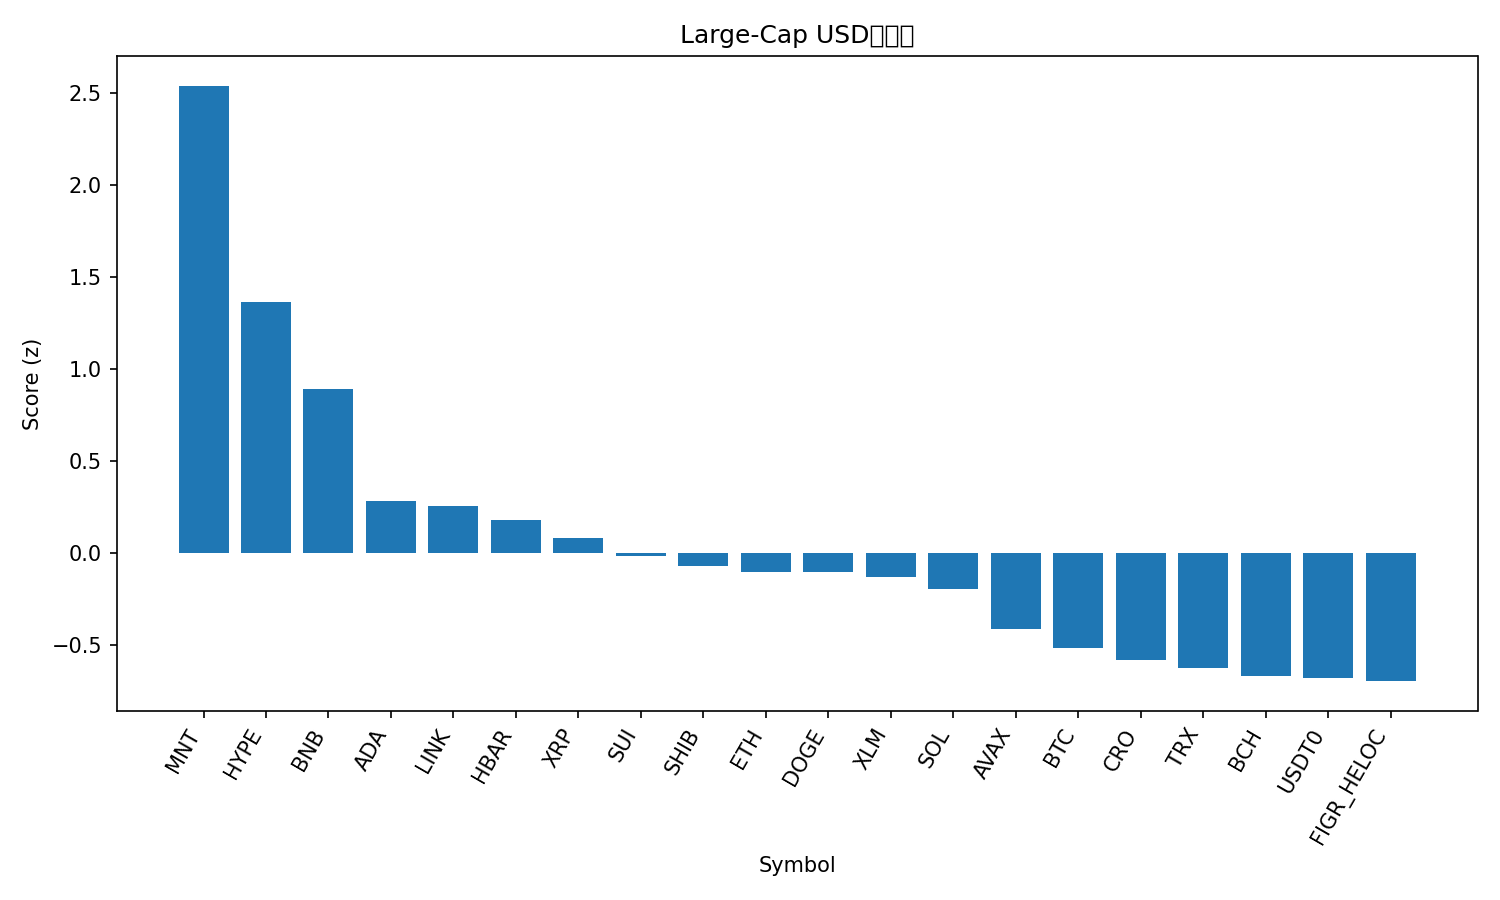 Large-Cap USD
Score (z)
2.5
2.0
1.5
1.0
0.5
0.0
−0.5
MNT
HYPE
BNB
ADA
LINK
HBAR
XRP
SUI
SHIB
ETH
DOGE
XLM
SOL
AVAX
BTC
CRO
TRX
BCH
USDT0
FIGR_HELOC
Symbol